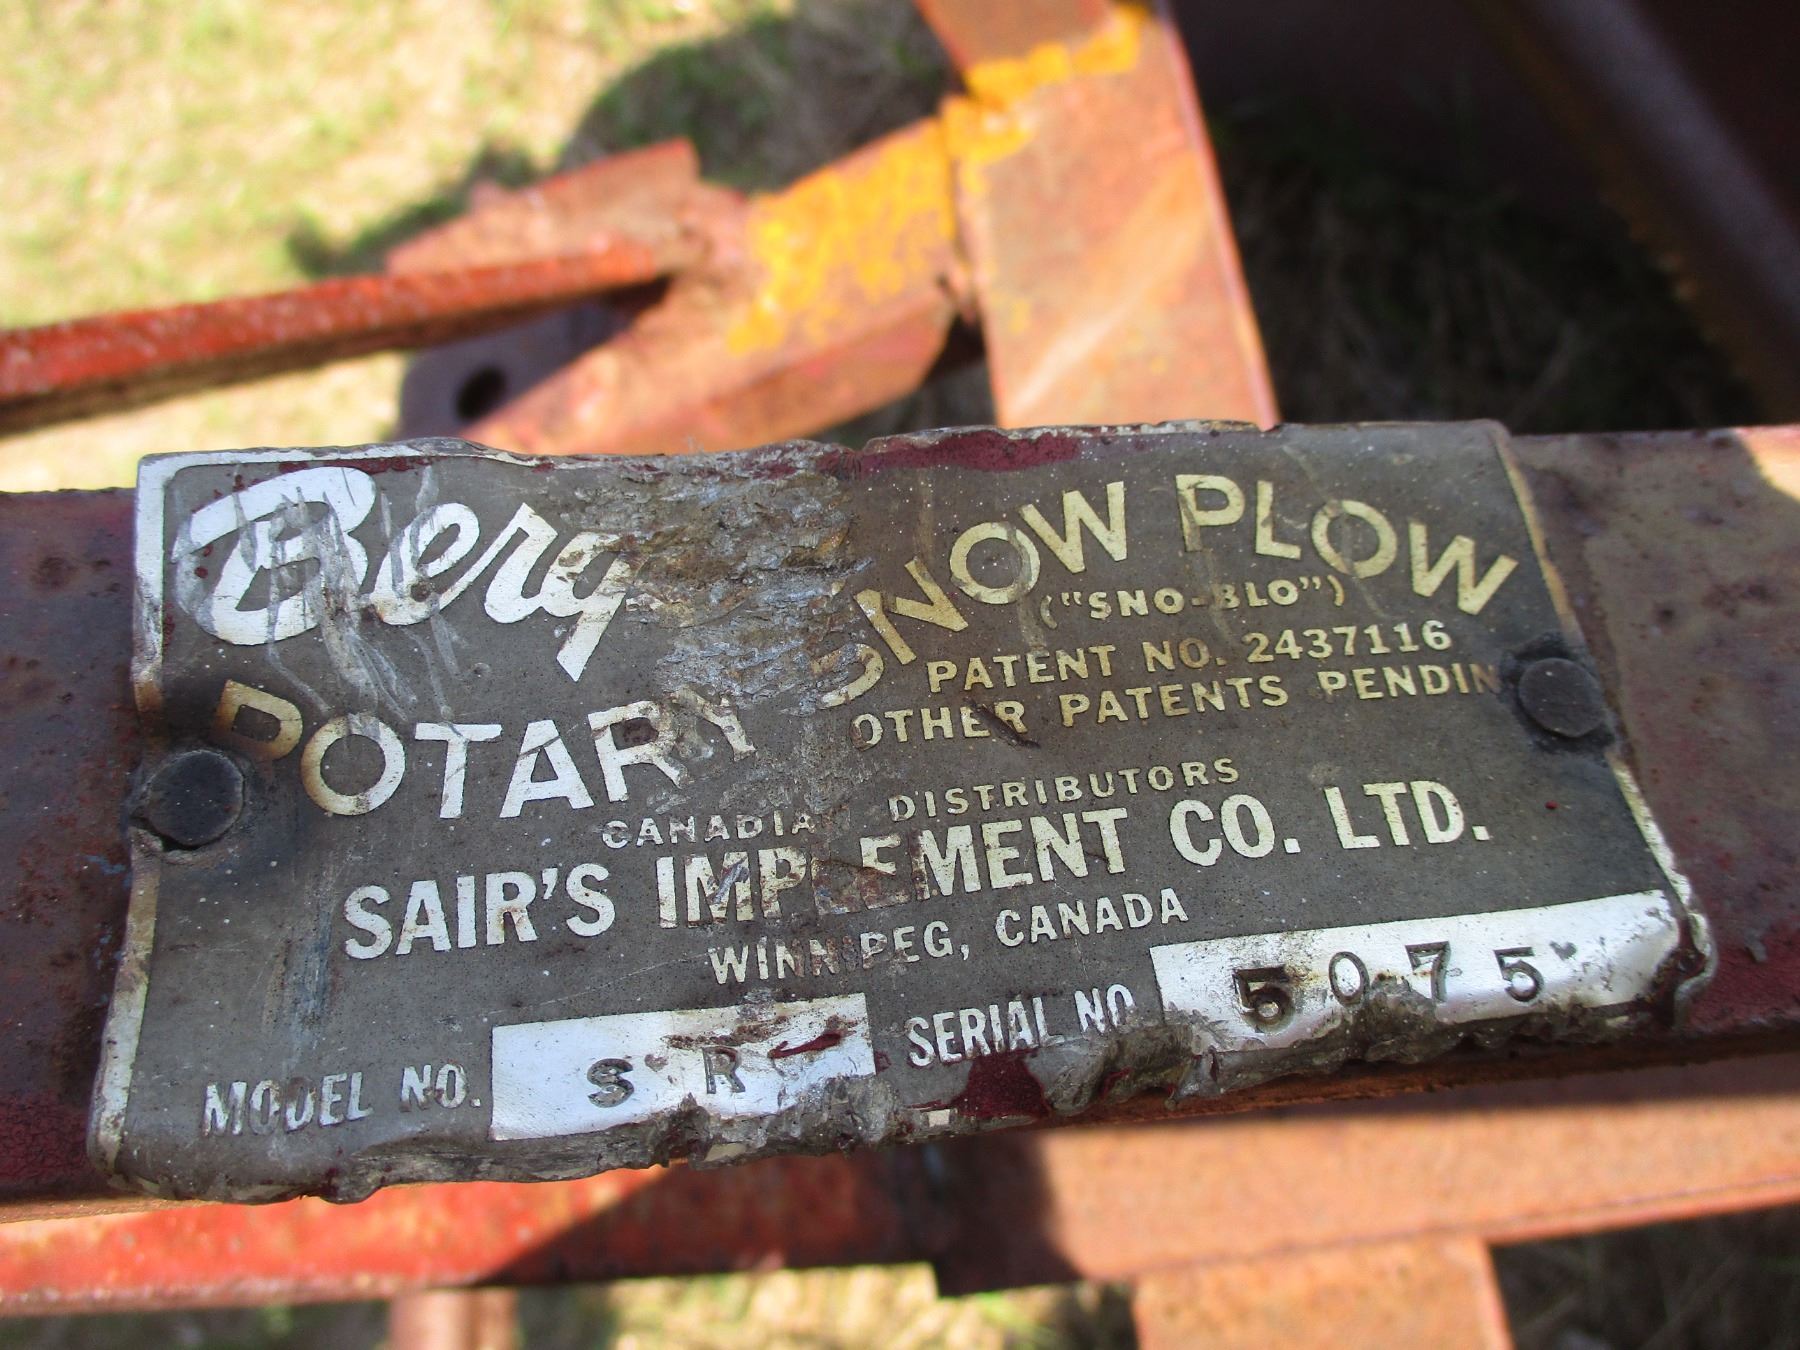 Berg
ROTARY SNOW PLOW
("SNO-BLO")
PATENT NO. 2437116
OTHER PATENTS PENDIN
CANADIAN DISTRIBUTORS
SAIR'S IMPLEMENT CO. LTD.
WINNIPEG, CANADA
MODEL NO. S R SERIAL NO 5075